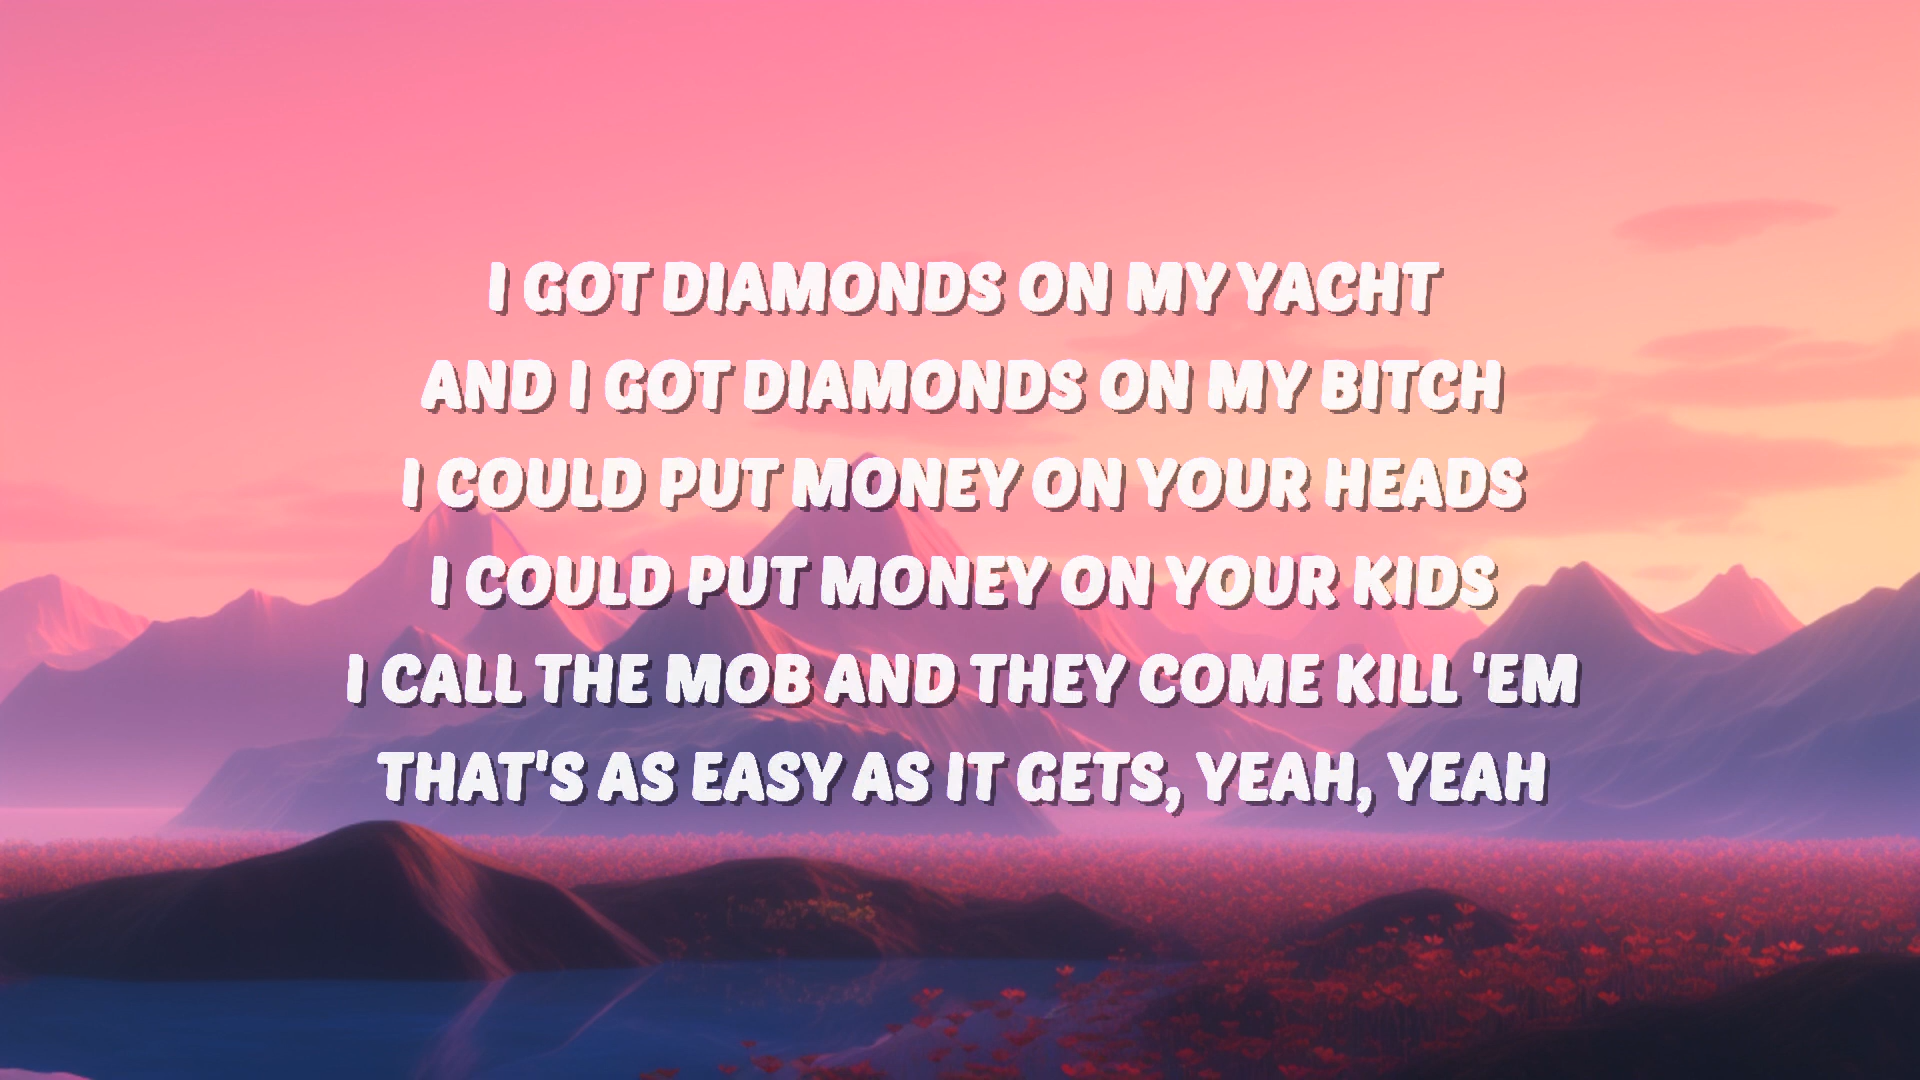 I GOT DIAMONDS ON MY YACHT
AND I GOT DIAMONDS ON MY BITCH
I COULD PUT MONEY ON YOUR HEADS
I COULD PUT MONEY ON YOUR KIDS
I CALL THE MOB AND THEY COME KILL 'EM
THAT'S AS EASY AS IT GETS, YEAH, YEAH